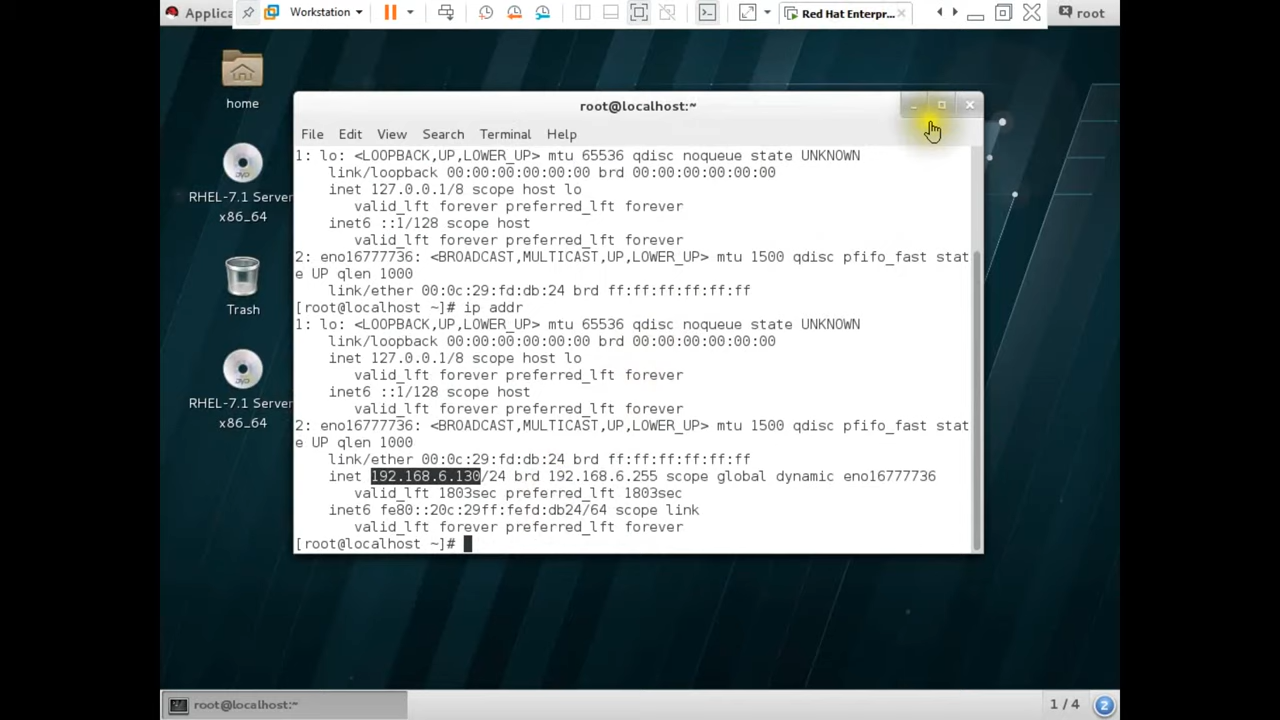 Applica
Workstation
Red Hat Enterpr...
root
home
RHEL-7.1 Server
x86_64
Trash
RHEL-7.1 Server
x86_64
root@localhost:~
File Edit View Search Terminal Help
1: lo: <LOOPBACK,UP,LOWER_UP> mtu 65536 qdisc noqueue state UNKNOWN
link/loopback 00:00:00:00:00:00 brd 00:00:00:00:00:00
inet 127.0.0.1/8 scope host lo
valid_lft forever preferred_lft forever
inet6 ::1/128 scope host
valid_lft forever preferred_lft forever
2: eno16777736: <BROADCAST,MULTICAST,UP,LOWER_UP> mtu 1500 qdisc pfifo_fast stat
e UP qlen 1000
link/ether 00:0c:29:fd:db:24 brd ff:ff:ff:ff:ff:ff
[root@localhost ~]# ip addr
1: lo: <LOOPBACK,UP,LOWER_UP> mtu 65536 qdisc noqueue state UNKNOWN
link/loopback 00:00:00:00:00:00 brd 00:00:00:00:00:00
inet 127.0.0.1/8 scope host lo
valid_lft forever preferred_lft forever
inet6 ::1/128 scope host
valid_lft forever preferred_lft forever
2: eno16777736: <BROADCAST,MULTICAST,UP,LOWER_UP> mtu 1500 qdisc pfifo_fast stat
e UP qlen 1000
link/ether 00:0c:29:fd:db:24 brd ff:ff:ff:ff:ff:ff
inet 192.168.6.130/24 brd 192.168.6.255 scope global dynamic eno16777736
valid_lft 1803sec preferred_lft 1803sec
inet6 fe80::20c:29ff:fefd:db24/64 scope link
valid_lft forever preferred_lft forever
[root@localhost ~]#
root@localhost:~
1 / 4
2